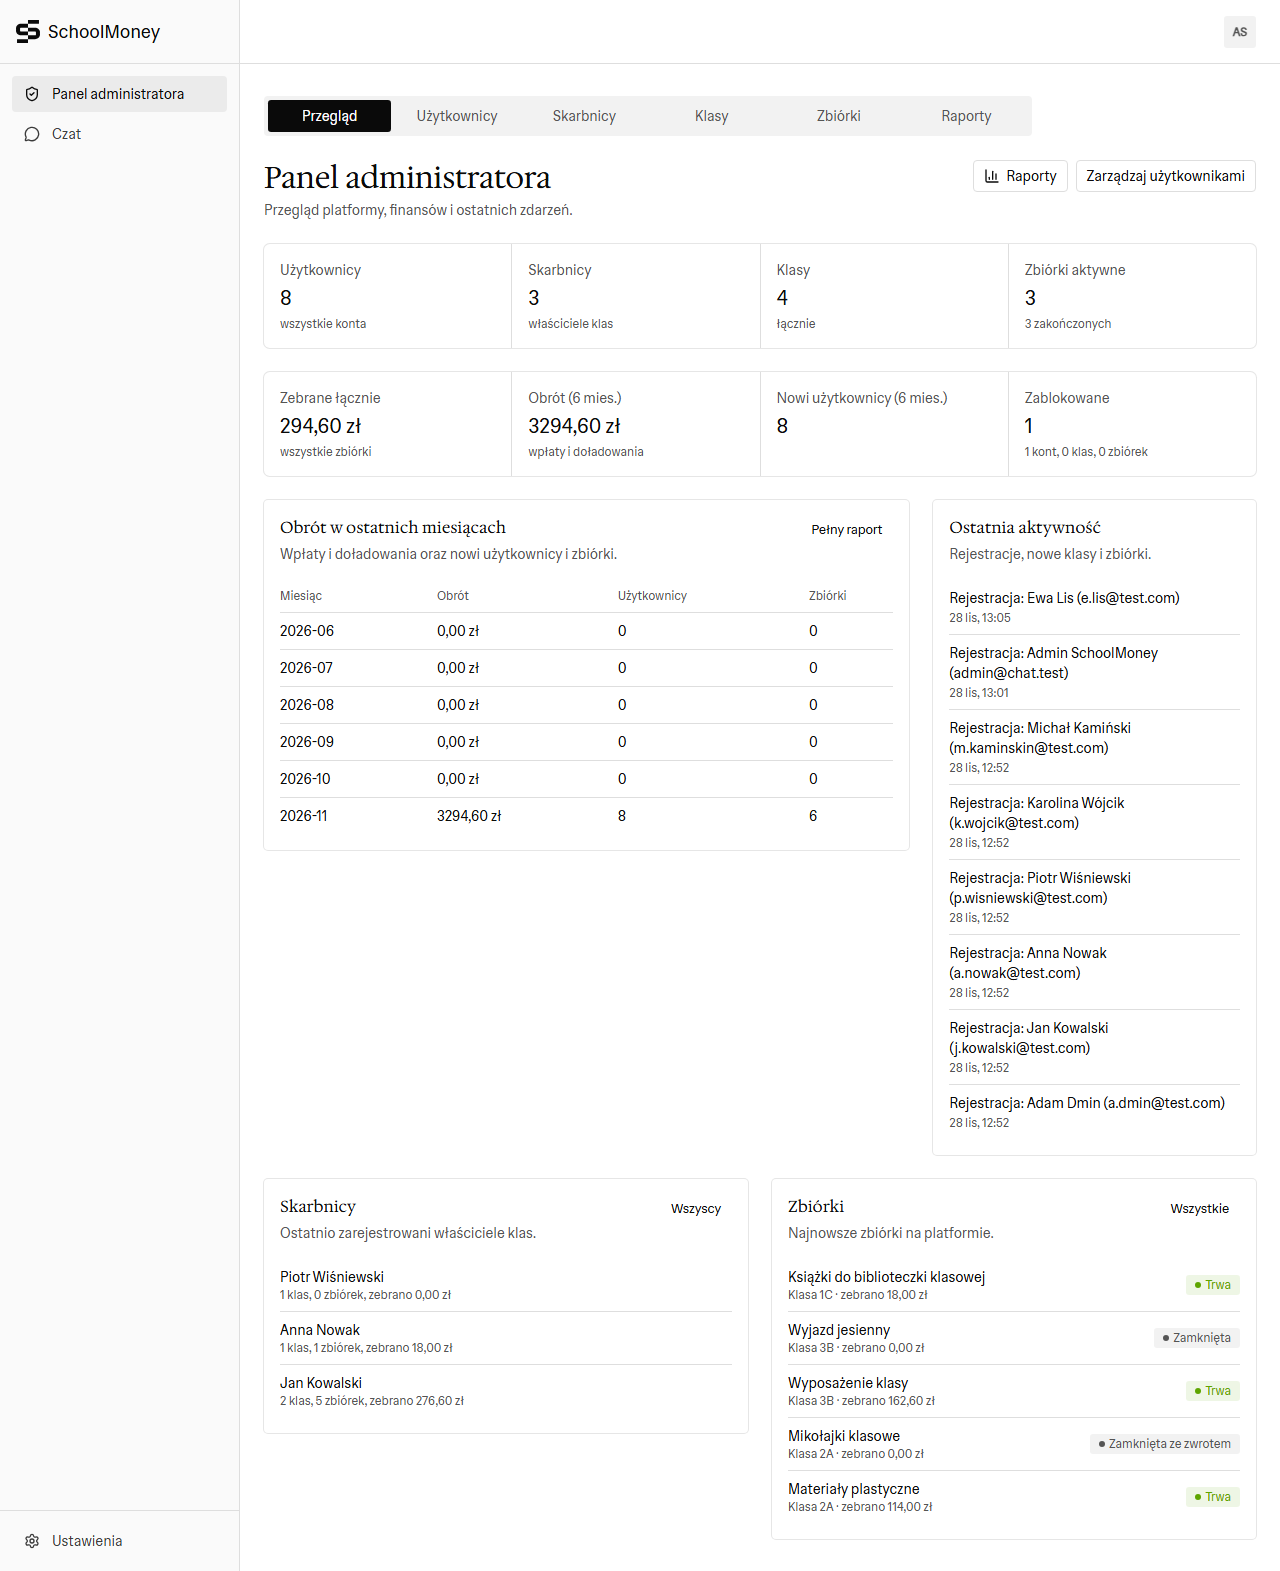 SchoolMoney
AS
Panel administratora
Czat
Przegląd
Użytkownicy
Skarbnicy
Klasy
Zbiórki
Raporty
Panel administratora
Przegląd platformy, finansów i ostatnich zdarzeń.
Raporty
Zarządzaj użytkownikami
Użytkownicy
8
wszystkie konta
Skarbnicy
3
właściciele klas
Klasy
4
łącznie
Zbiórki aktywne
3
3 zakończonych
Zebrane łącznie
294,60 zł
wszystkie zbiórki
Obrót (6 mies.)
3294,60 zł
wpłaty i doładowania
Nowi użytkownicy (6 mies.)
8
Zablokowane
1
1 kont, 0 klas, 0 zbiórek
Obrót w ostatnich miesiącach
Pełny raport
Wpłaty i doładowania oraz nowi użytkownicy i zbiórki.
Miesiąc Obrót Użytkownicy Zbiórki
2026-06 0,00 zł 0 0
2026-07 0,00 zł 0 0
2026-08 0,00 zł 0 0
2026-09 0,00 zł 0 0
2026-10 0,00 zł 0 0
2026-11 3294,60 zł 8 6
Ostatnia aktywność
Rejestracje, nowe klasy i zbiórki.
Rejestracja: Ewa Lis (e.lis@test.com)
28 lis, 13:05
Rejestracja: Admin SchoolMoney
(admin@chat.test)
28 lis, 13:01
Rejestracja: Michał Kamiński
(m.kaminskin@test.com)
28 lis, 12:52
Rejestracja: Karolina Wójcik
(k.wojcik@test.com)
28 lis, 12:52
Rejestracja: Piotr Wiśniewski
(p.wisniewski@test.com)
28 lis, 12:52
Rejestracja: Anna Nowak
(a.nowak@test.com)
28 lis, 12:52
Rejestracja: Jan Kowalski
(j.kowalski@test.com)
28 lis, 12:52
Rejestracja: Adam Dmin (a.dmin@test.com)
28 lis, 12:52
Skarbnicy
Wszyscy
Ostatnio zarejestrowani właściciele klas.
Piotr Wiśniewski
1 klas, 0 zbiórek, zebrano 0,00 zł
Anna Nowak
1 klas, 1 zbiórek, zebrano 18,00 zł
Jan Kowalski
2 klas, 5 zbiórek, zebrano 276,60 zł
Zbiórki
Wszystkie
Najnowsze zbiórki na platformie.
Książki do biblioteczki klasowej
Klasa 1C · zebrano 18,00 zł
Trwa
Wyjazd jesienny
Klasa 3B · zebrano 0,00 zł
Zamknięta
Wyposażenie klasy
Klasa 3B · zebrano 162,60 zł
Trwa
Mikołajki klasowe
Klasa 2A · zebrano 0,00 zł
Zamknięta ze zwrotem
Materiały plastyczne
Klasa 2A · zebrano 114,00 zł
Trwa
Ustawienia